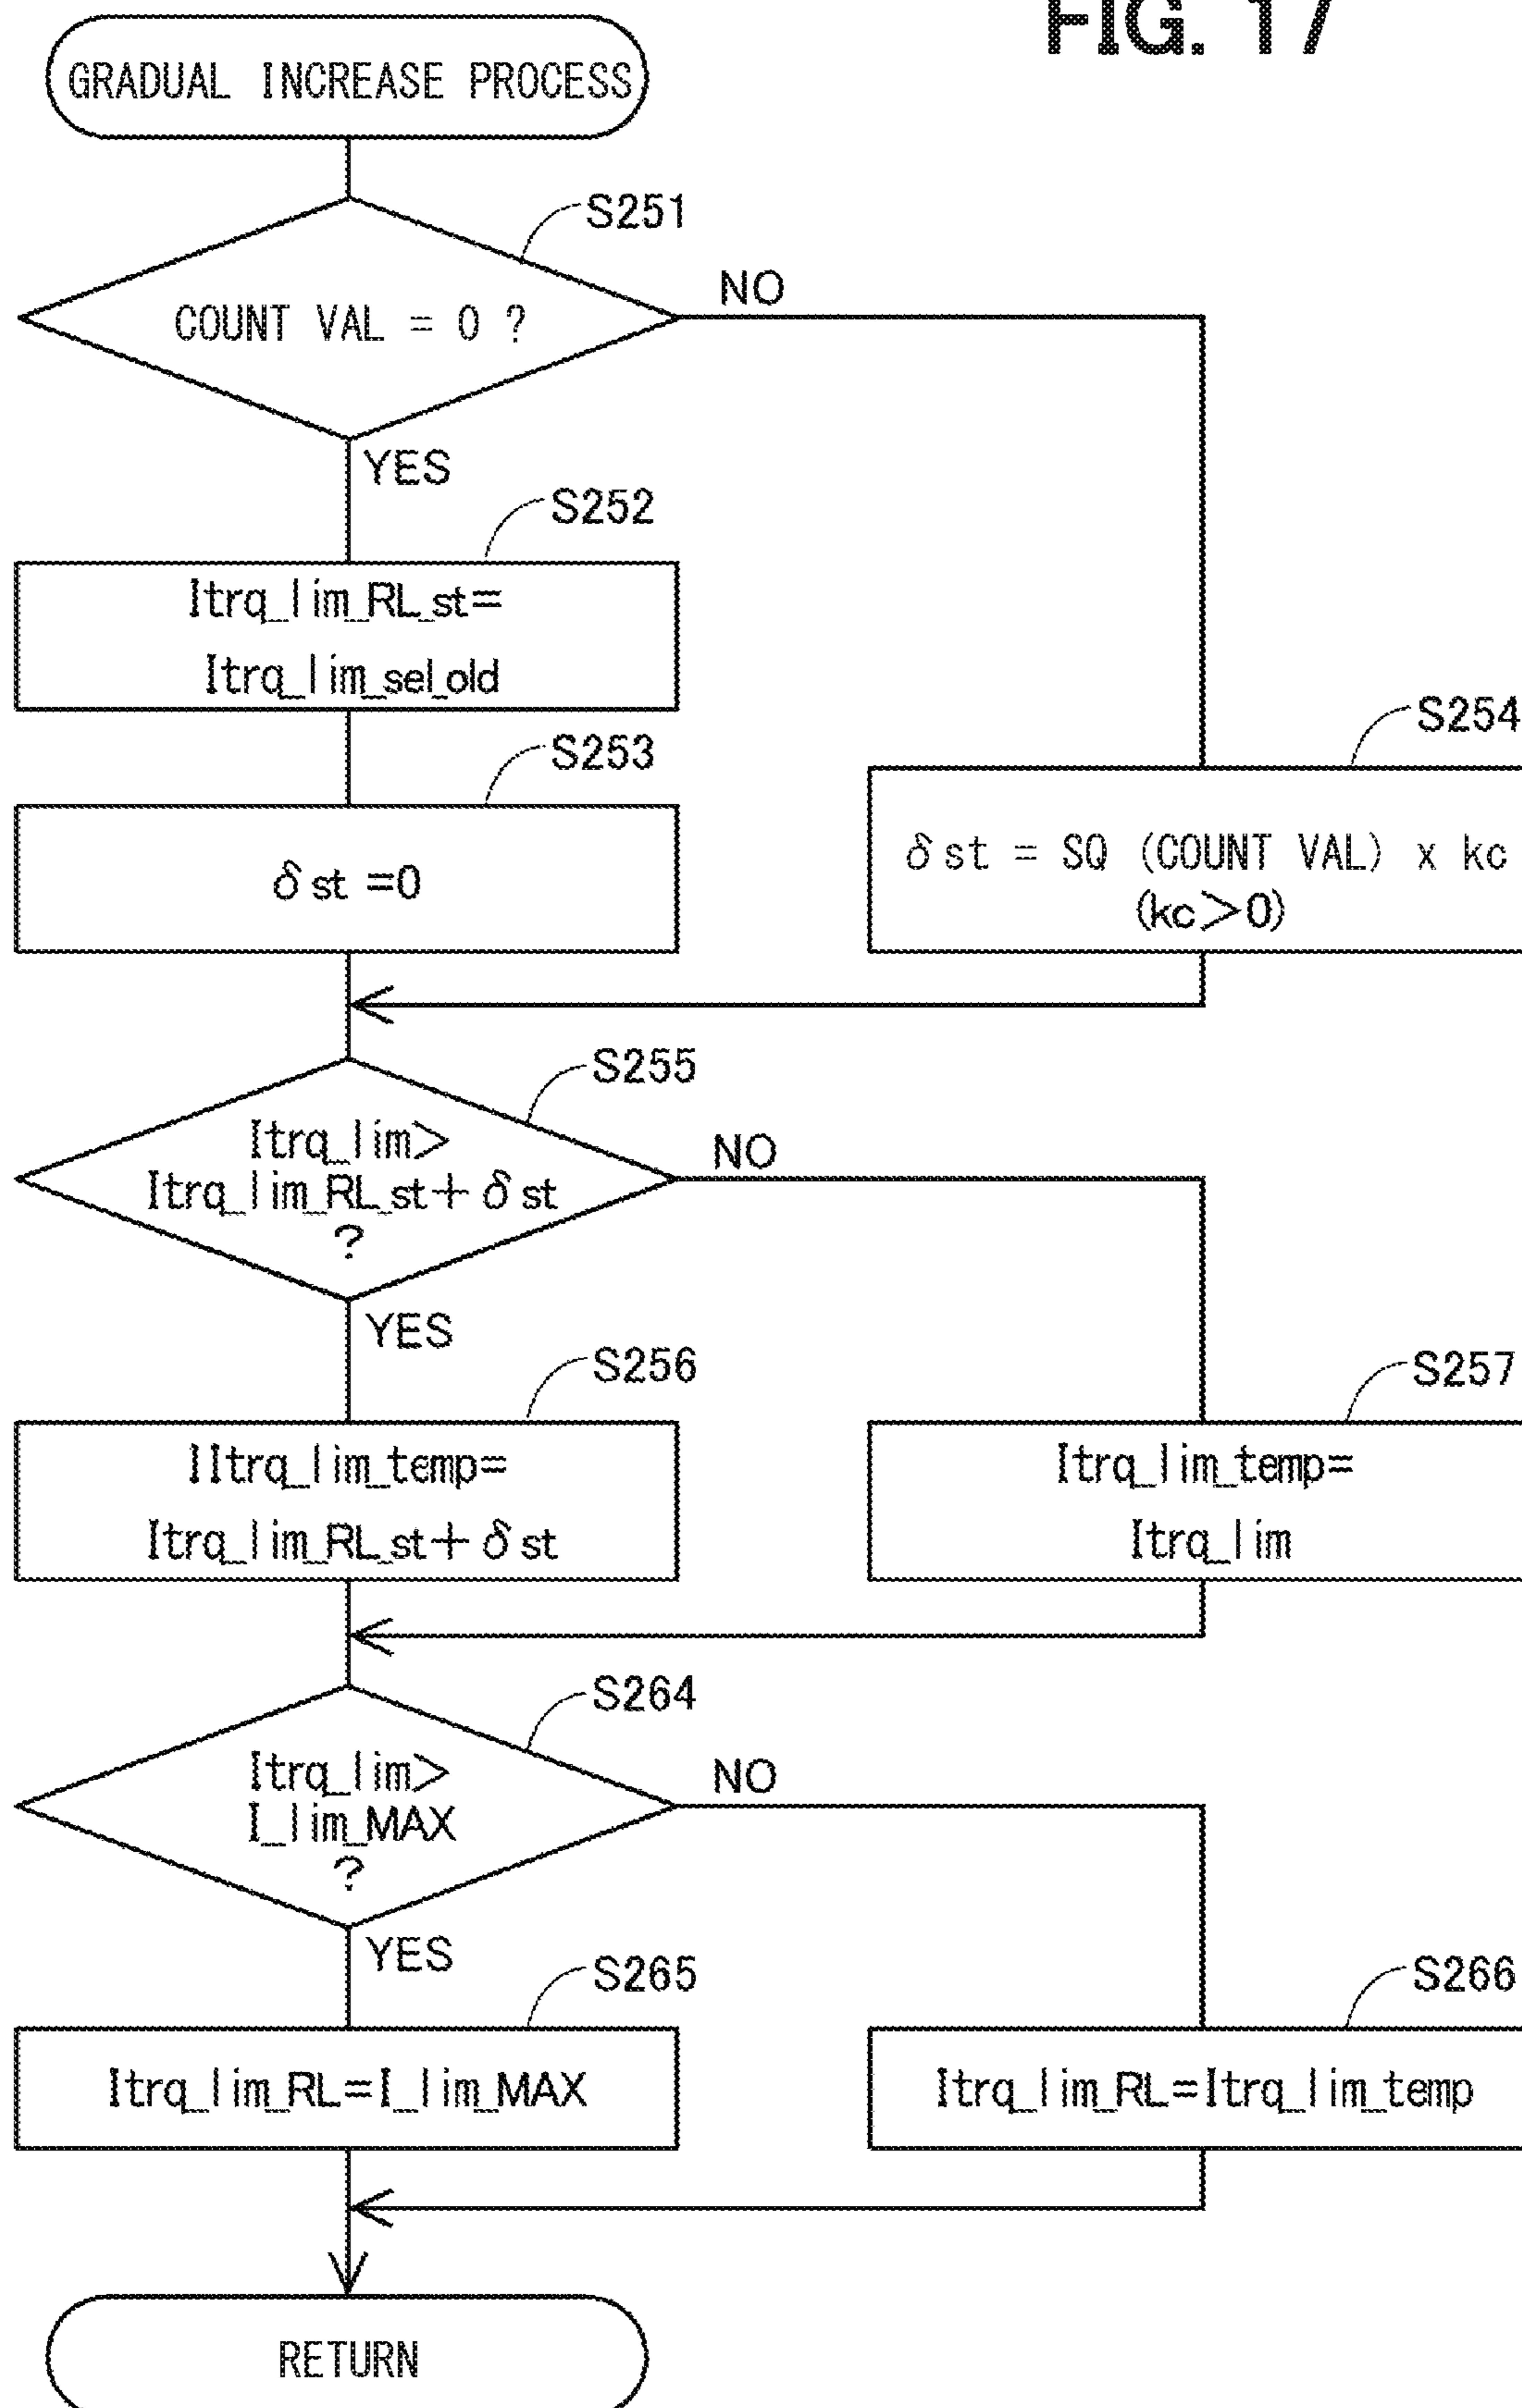 FIG. 17
GRADUAL INCREASE PROCESS
S251
COUNT VAL = 0 ?
NO
YES
S252
Itrq_lim_RL_st=
Itrq_lim_sel_old
S253
δst =0
S254
δst = SQ (COUNT VAL) x kc
(kc>0)
S255
Itrq_lim>
Itrq_lim_RL_st+δst
?
NO
YES
S256
IItrq_lim_temp=
Itrq_lim_RL_st+δst
S257
Itrq_lim_temp=
Itrq_lim
S264
Itrq_lim>
I_lim_MAX
?
NO
YES
S265
Itrq_lim_RL=I_lim_MAX
S266
Itrq_lim_RL=Itrq_lim_temp
RETURN